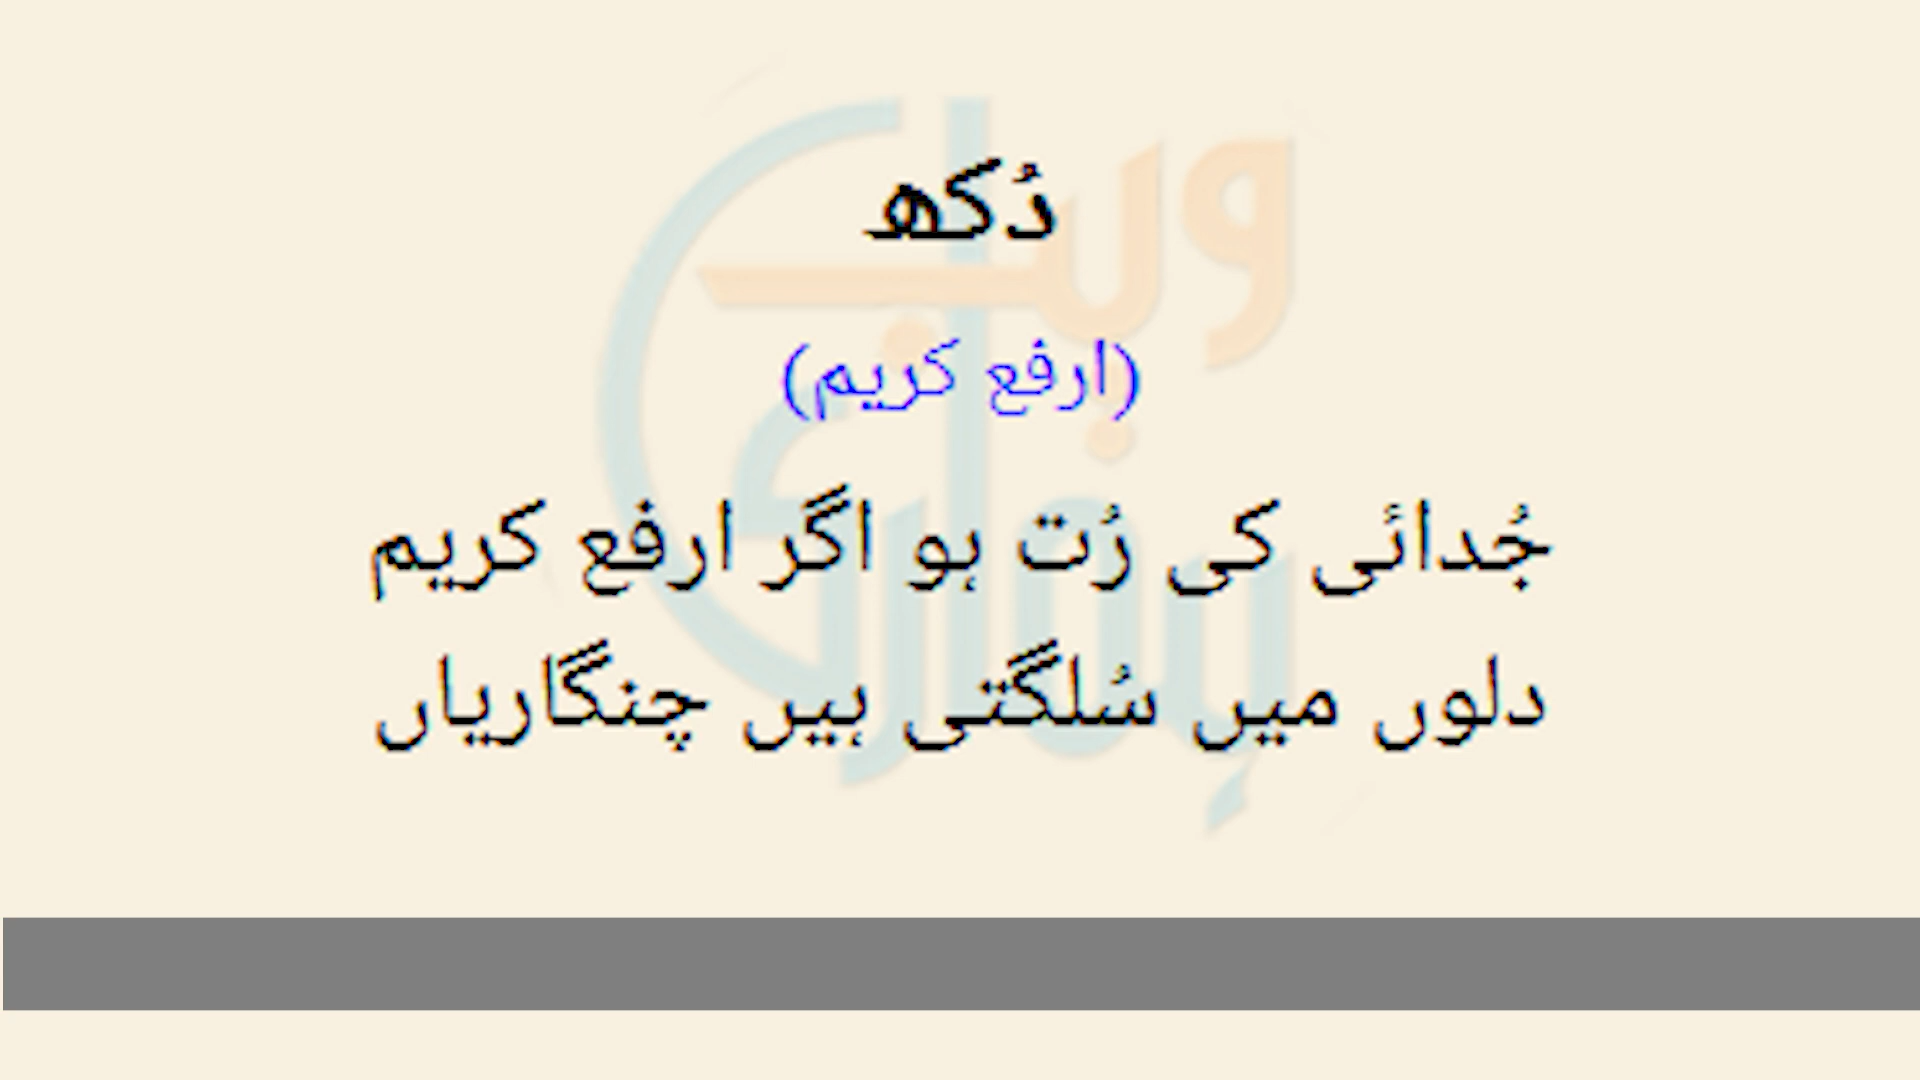 دُکھ
(ارفع کریم)
جُدائی کی رُت ہو اگر ارفع کریم
دلوں میں سُلگتی ہیں چنگاریاں